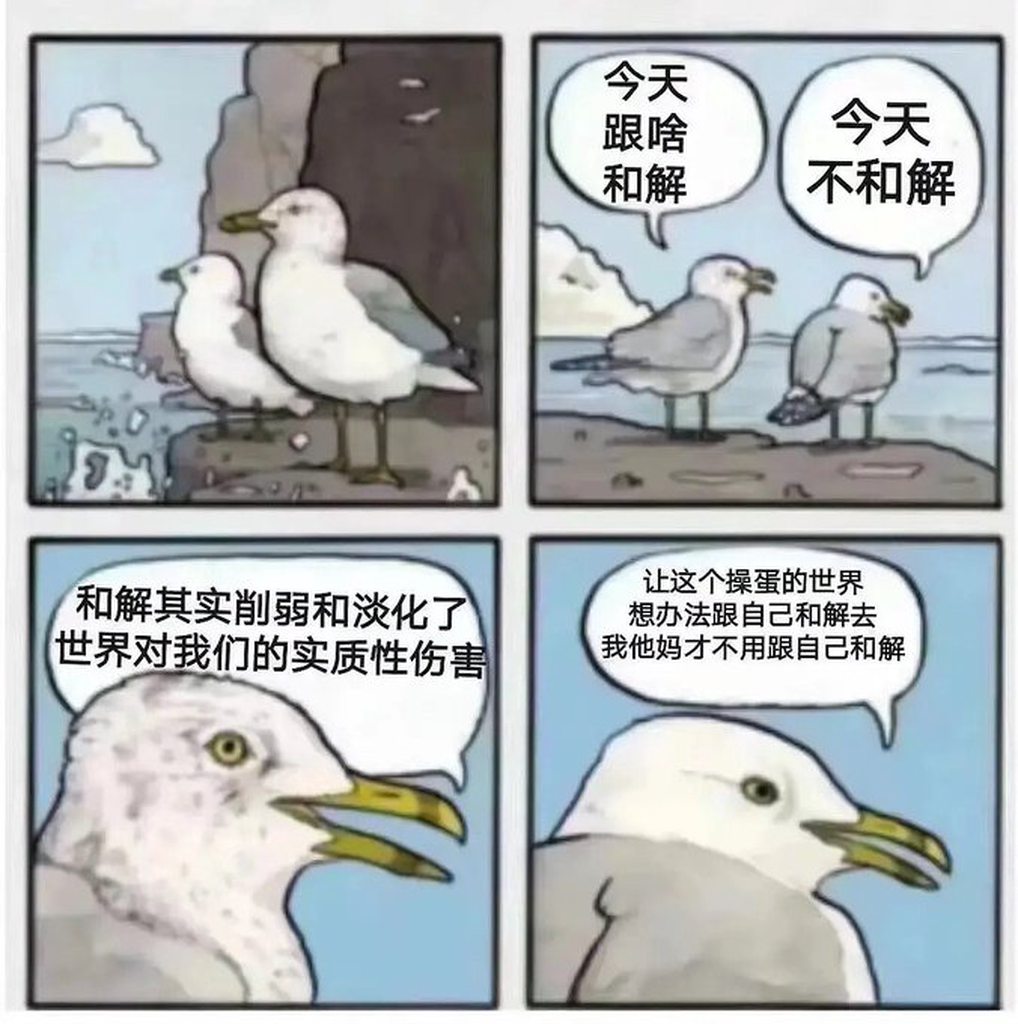 今天
跟啥
和解
今天
不和解
和解其实削弱和淡化了
世界对我们的实质性伤害
让这个操蛋的世界
想办法跟自己和解去
我他妈才不用跟自己和解